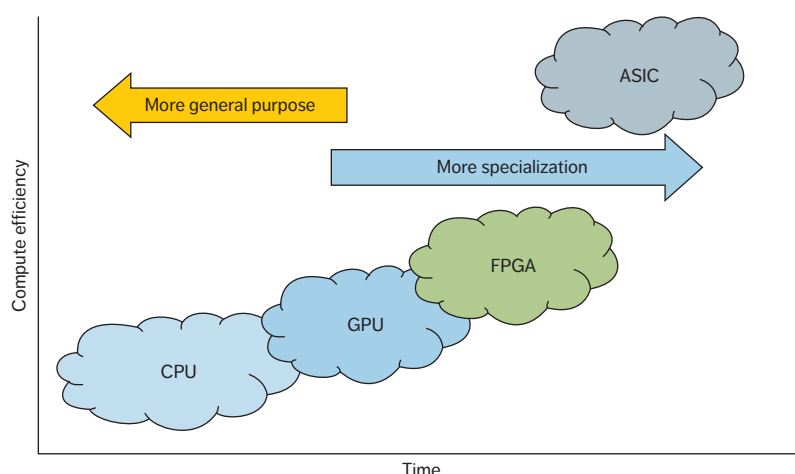 ASIC
More general purpose
More specialization
Compute efficiency
FPGA
GPU
CPU
Time